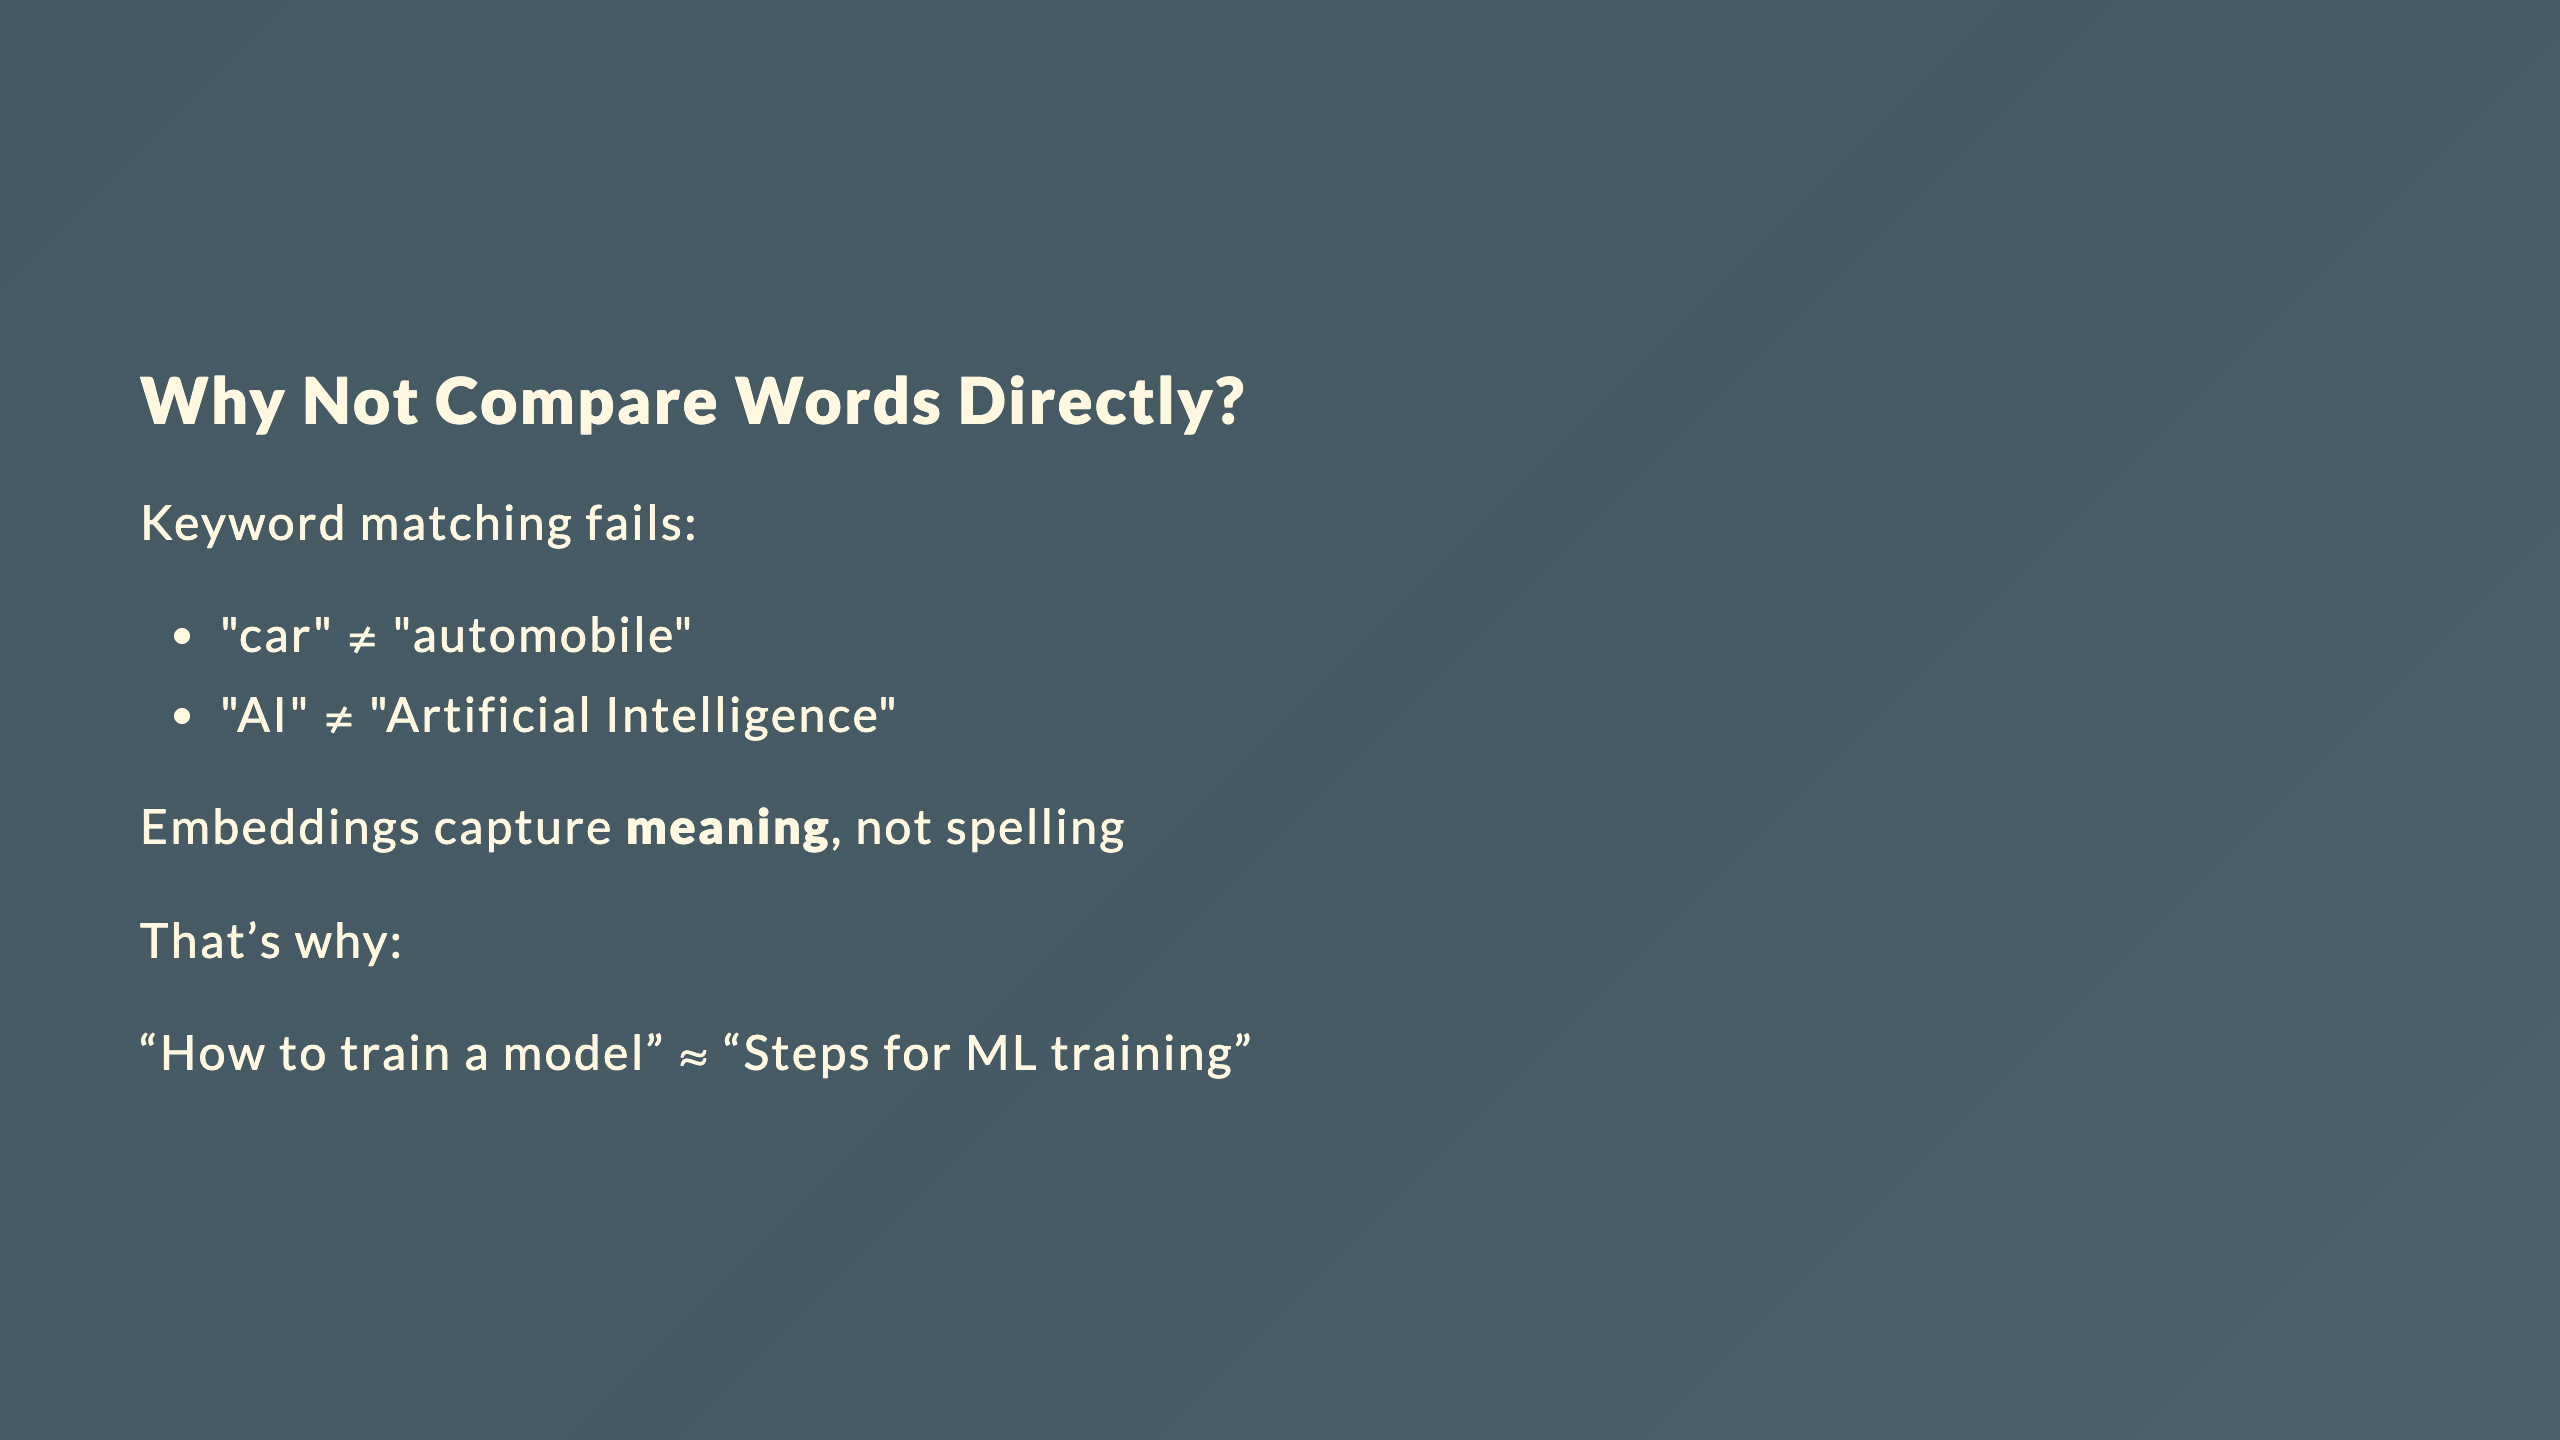 Why Not Compare Words Directly?
Keyword matching fails:
• "car" ≠ "automobile"
• "AI" ≠ "Artificial Intelligence"
Embeddings capture meaning, not spelling
That’s why:
“How to train a model” ≈ “Steps for ML training”